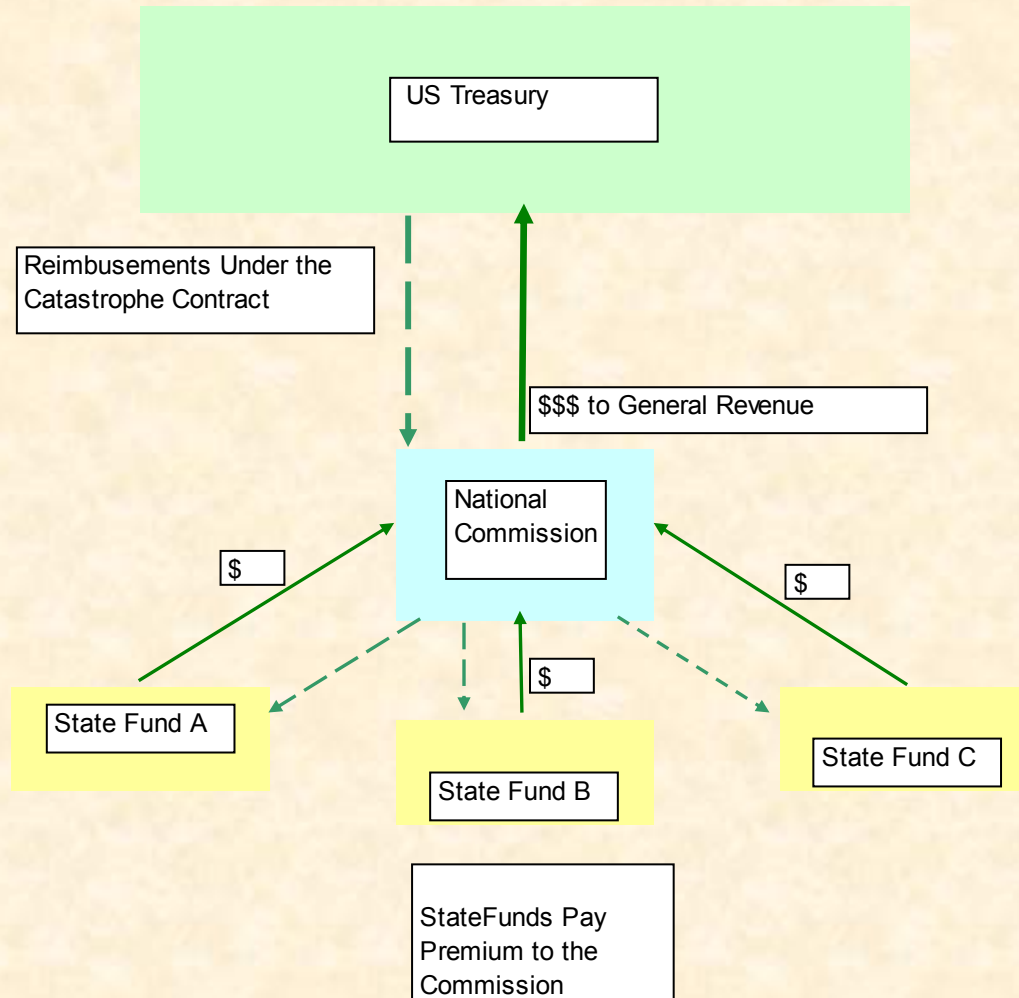 US Treasury
Reimbusements Under the
Catastrophe Contract
$$$ to General Revenue
National
Commission
$
$
$
State Fund A
State Fund B
State Fund C
StateFunds Pay
Premium to the
Commission